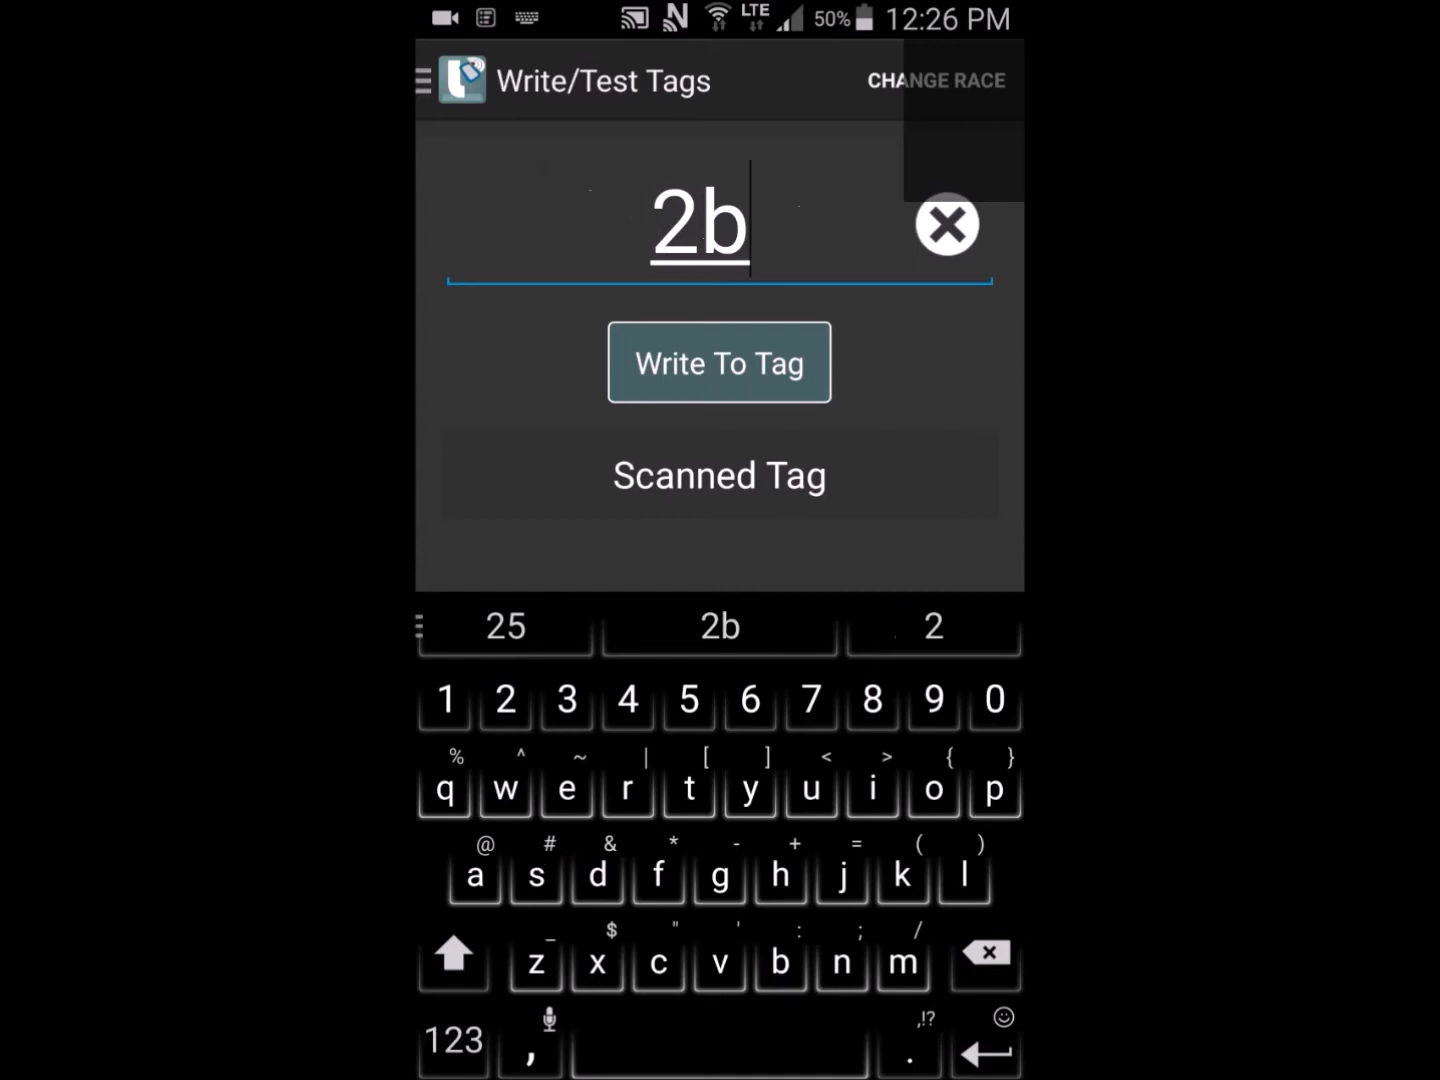 LTE 50% 12:26 PM
Write/Test Tags CHANGE RACE
2b
Write To Tag
Scanned Tag
25 2b 2
1 2 3 4 5 6 7 8 9 0
% ^ ~ | [ ] < > { }
q w e r t y u i o p
@ # & * - + = ( )
a s d f g h j k l
_ $ " ' : ; /
z x c v b n m
,!?
123 , .